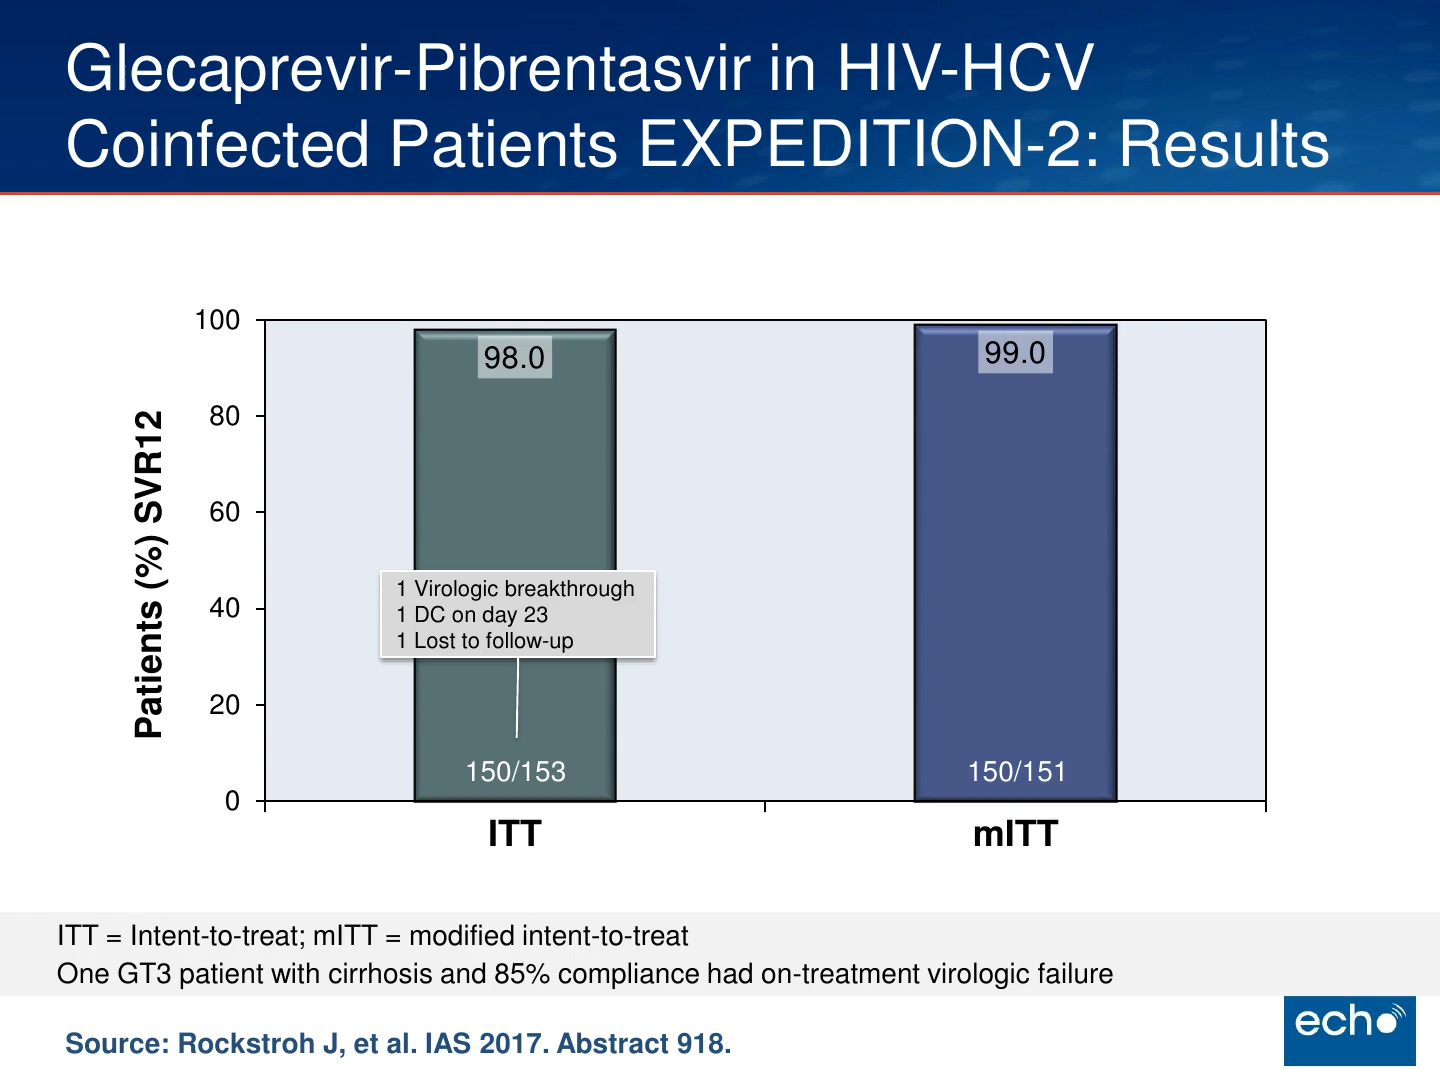 Glecaprevir-Pibrentasvir in HIV-HCV
Coinfected Patients EXPEDITION-2: Results
100
80
60
40
20
0
Patients (%) SVR12
98.0
99.0
1 Virologic breakthrough
1 DC on day 23
1 Lost to follow-up
150/153
150/151
ITT
mITT
ITT = Intent-to-treat; mITT = modified intent-to-treat
One GT3 patient with cirrhosis and 85% compliance had on-treatment virologic failure
Source: Rockstroh J, et al. IAS 2017. Abstract 918.
echo